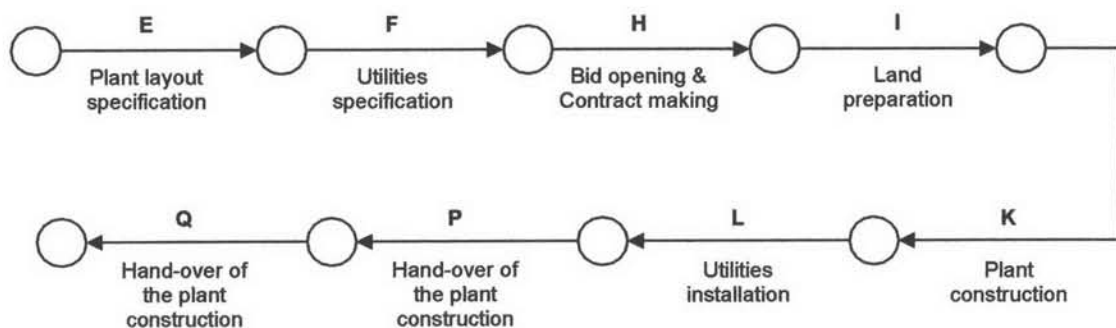 E F H I
Plant layout specification Utilities specification Bid opening & Contract making Land preparation
Q P L K
Hand-over of the plant construction Hand-over of the plant construction Utilities installation Plant construction